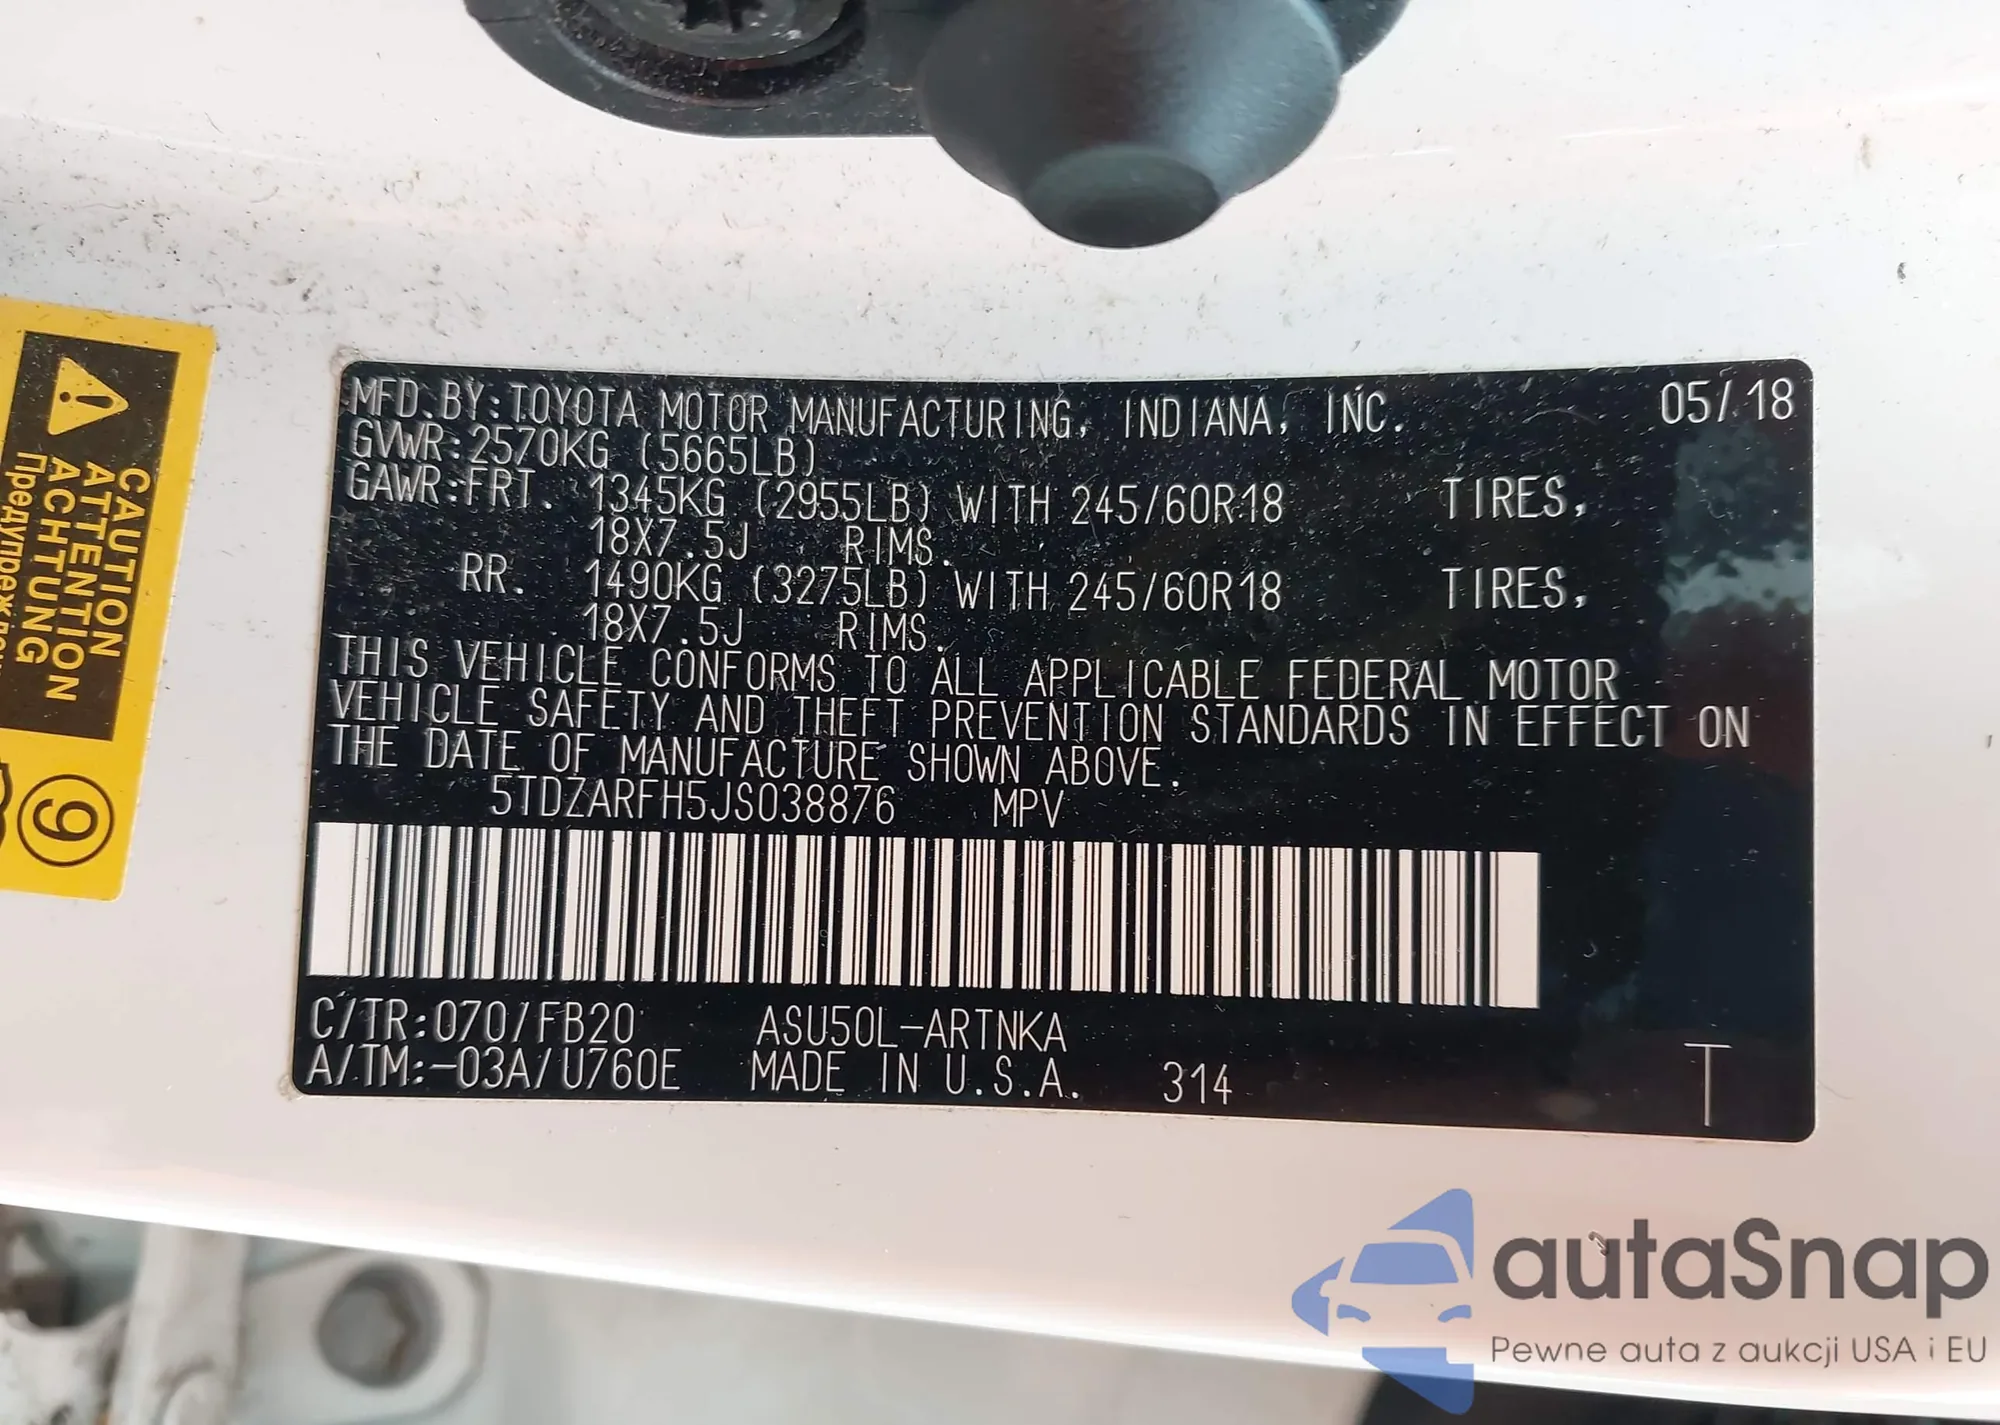 MFD.BY:TOYOTA MOTOR MANUFACTURING, INDIANA, INC. 05/18
GVWR:2570KG (5665LB)
GAWR:FRT. 1345KG (2955LB) WITH 245/60R18 TIRES,
18X7.5J RIMS.
RR. 1490KG (3275LB) WITH 245/60R18 TIRES,
18X7.5J RIMS.
THIS VEHICLE CONFORMS TO ALL APPLICABLE FEDERAL MOTOR
VEHICLE SAFETY AND THEFT PREVENTION STANDARDS IN EFFECT ON
THE DATE OF MANUFACTURE SHOWN ABOVE.
5TDZARFH5JS038876 MPV
C/TR:070/FB20 ASU50L-ARTNKA
A/TM:-03A/U760E MADE IN U.S.A. 314 T
CAUTION
ATTENTION
ACHTUNG
9
autaSnap
Pewne auta z aukcji USA i EU